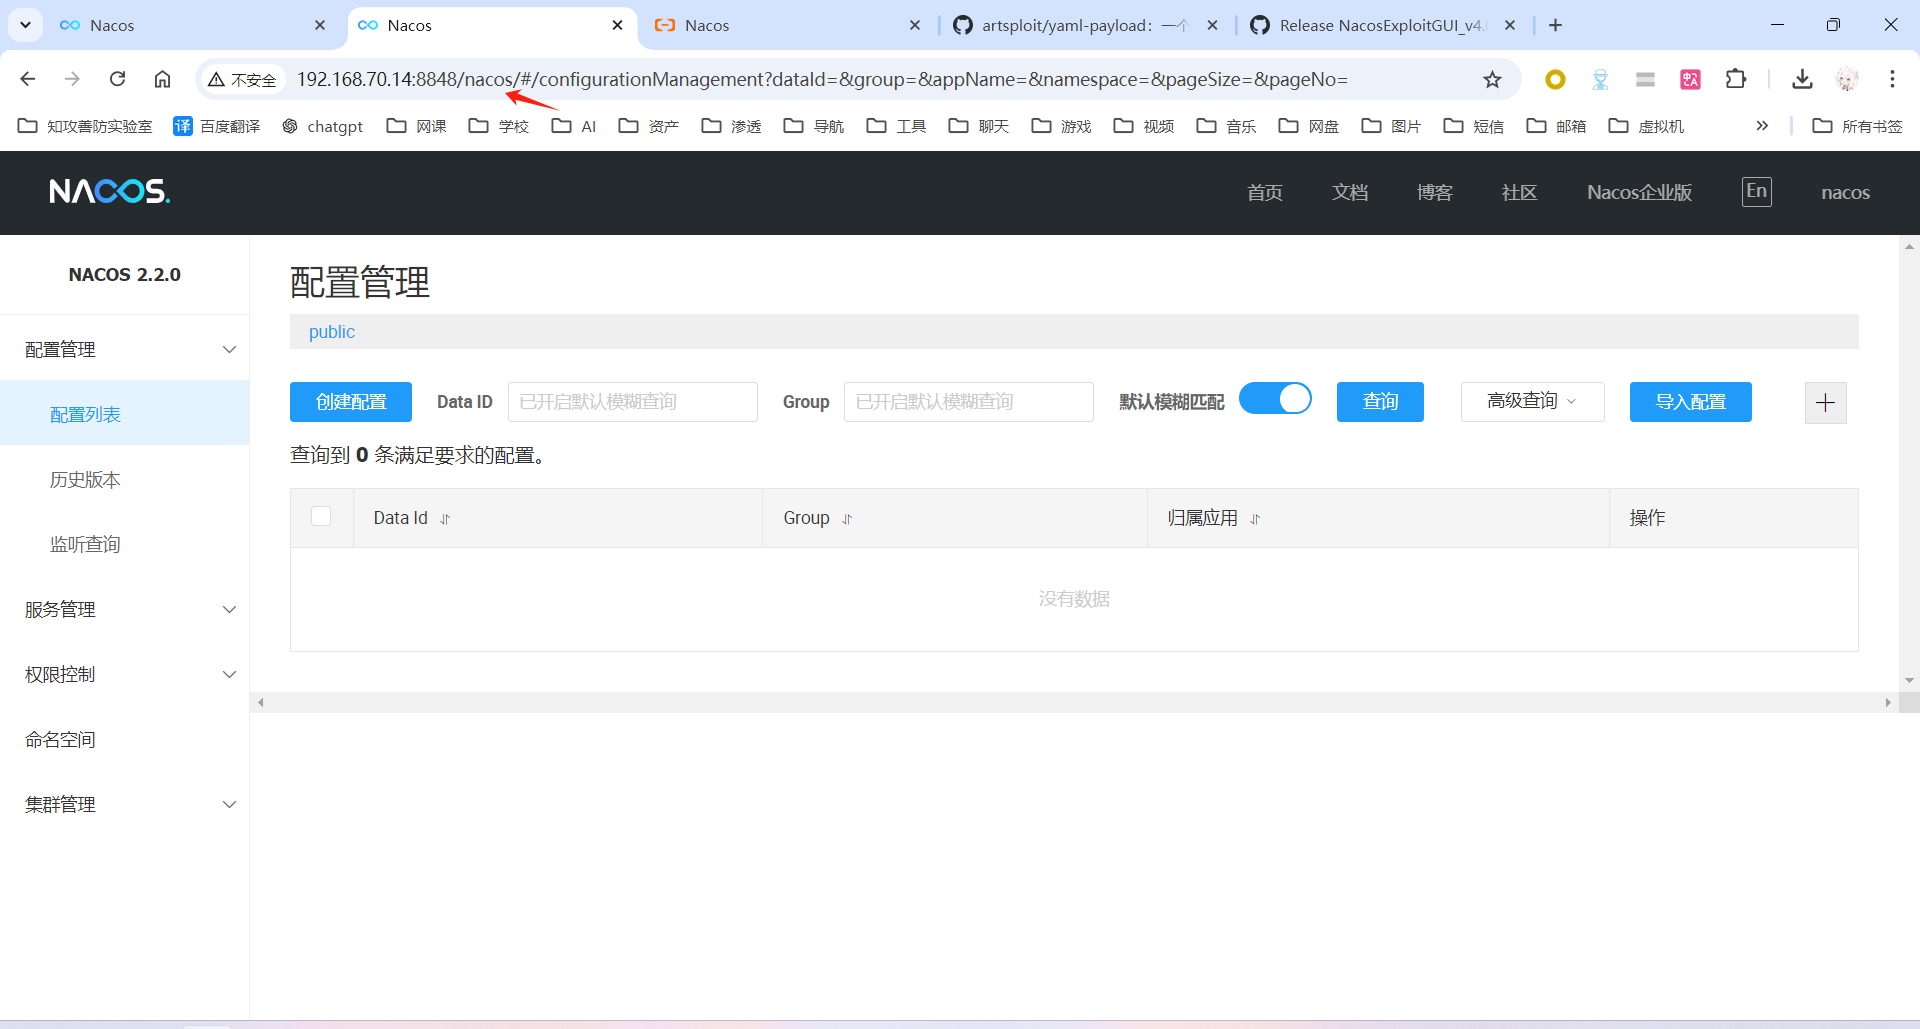 Nacos
Nacos
Nacos
artsploit/yaml-payload：一个
Release NacosExploitGUI_v4.
不安全
192.168.70.14:8848/nacos/#/configurationManagement?dataId=&group=&appName=&namespace=&pageSize=&pageNo=
知攻善防实验室
译
百度翻译
chatgpt
网课
学校
AI
资产
渗透
导航
工具
聊天
游戏
视频
音乐
网盘
图片
短信
邮箱
虚拟机
所有书签
NACOS.
首页
文档
博客
社区
Nacos企业版
En
nacos
NACOS 2.2.0
配置管理
配置列表
历史版本
监听查询
服务管理
权限控制
命名空间
集群管理
配置管理
public
创建配置
Data ID
已开启默认模糊查询
Group
已开启默认模糊查询
默认模糊匹配
查询
高级查询
导入配置
查询到 0 条满足要求的配置。
Data Id
Group
归属应用
操作
没有数据